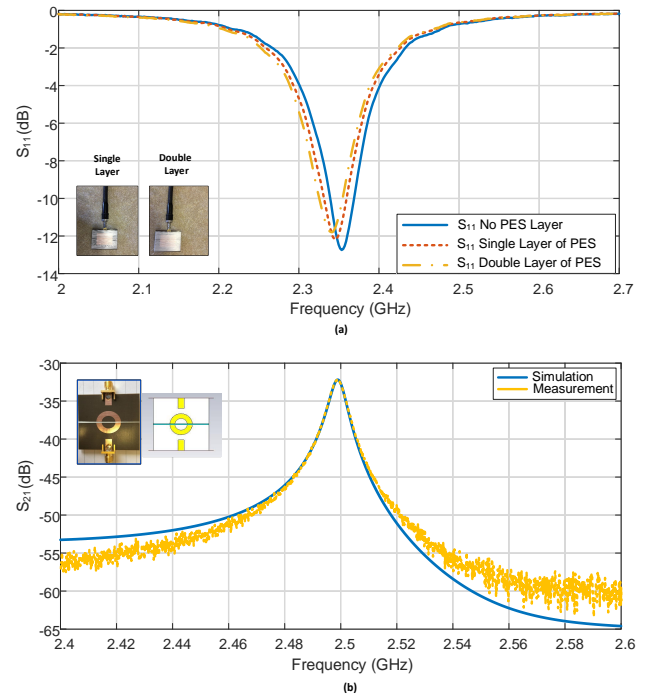 0
-2
-4
-6
-8
-10
-12
-14
S11(dB)
Single Layer
Double Layer
S11 No PES Layer
S11 Single Layer of PES
S11 Double Layer of PES
2 2.1 2.2 2.3 2.4 2.5 2.6 2.7
Frequency (GHz)
(a)
-30
-35
-40
-45
-50
-55
-60
-65
S21(dB)
Simulation
Measurement
2.4 2.42 2.44 2.46 2.48 2.5 2.52 2.54 2.56 2.58 2.6
Frequency (GHz)
(b)